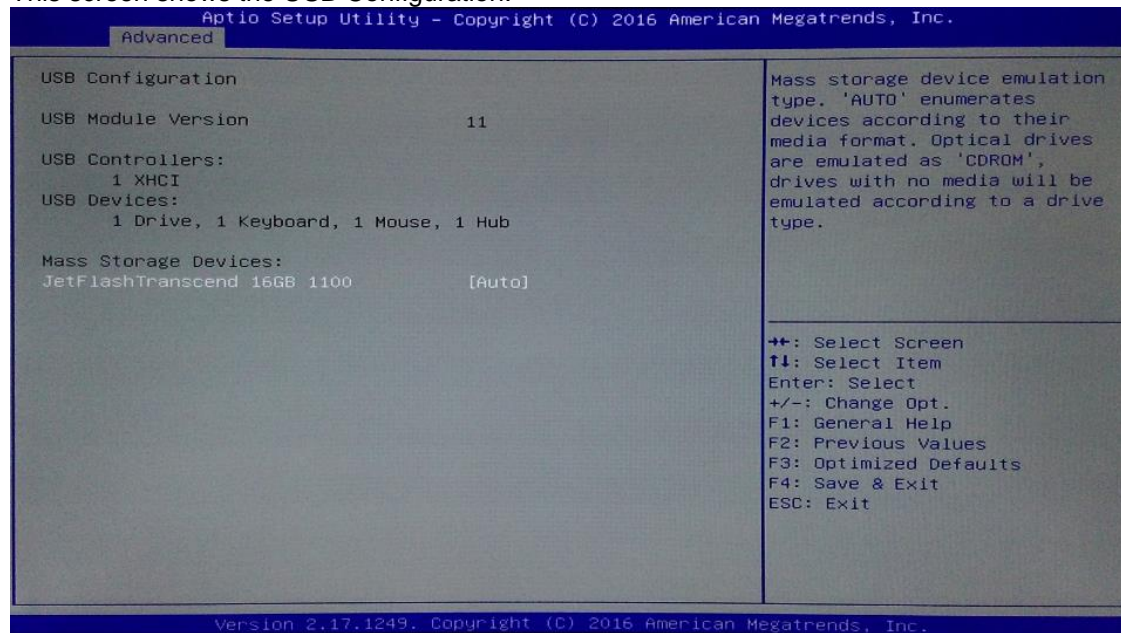 This screen shows the USB Configuration.
Aptio Setup Utility – Copyright (C) 2016 American Megatrends, Inc.
Advanced
USB Configuration
USB Module Version 11
USB Controllers:
1 XHCI
USB Devices:
1 Drive, 1 Keyboard, 1 Mouse, 1 Hub
Mass Storage Devices:
JetFlashTranscend 16GB 1100 [Auto]
Mass storage device emulation
type. 'AUTO' enumerates
devices according to their
media format. Optical drives
are emulated as 'CDROM',
drives with no media will be
emulated according to a drive
type.
→←: Select Screen
↑↓: Select Item
Enter: Select
+/-: Change Opt.
F1: General Help
F2: Previous Values
F3: Optimized Defaults
F4: Save & Exit
ESC: Exit
Version 2.17.1249. Copyright (C) 2016 American Megatrends, Inc.